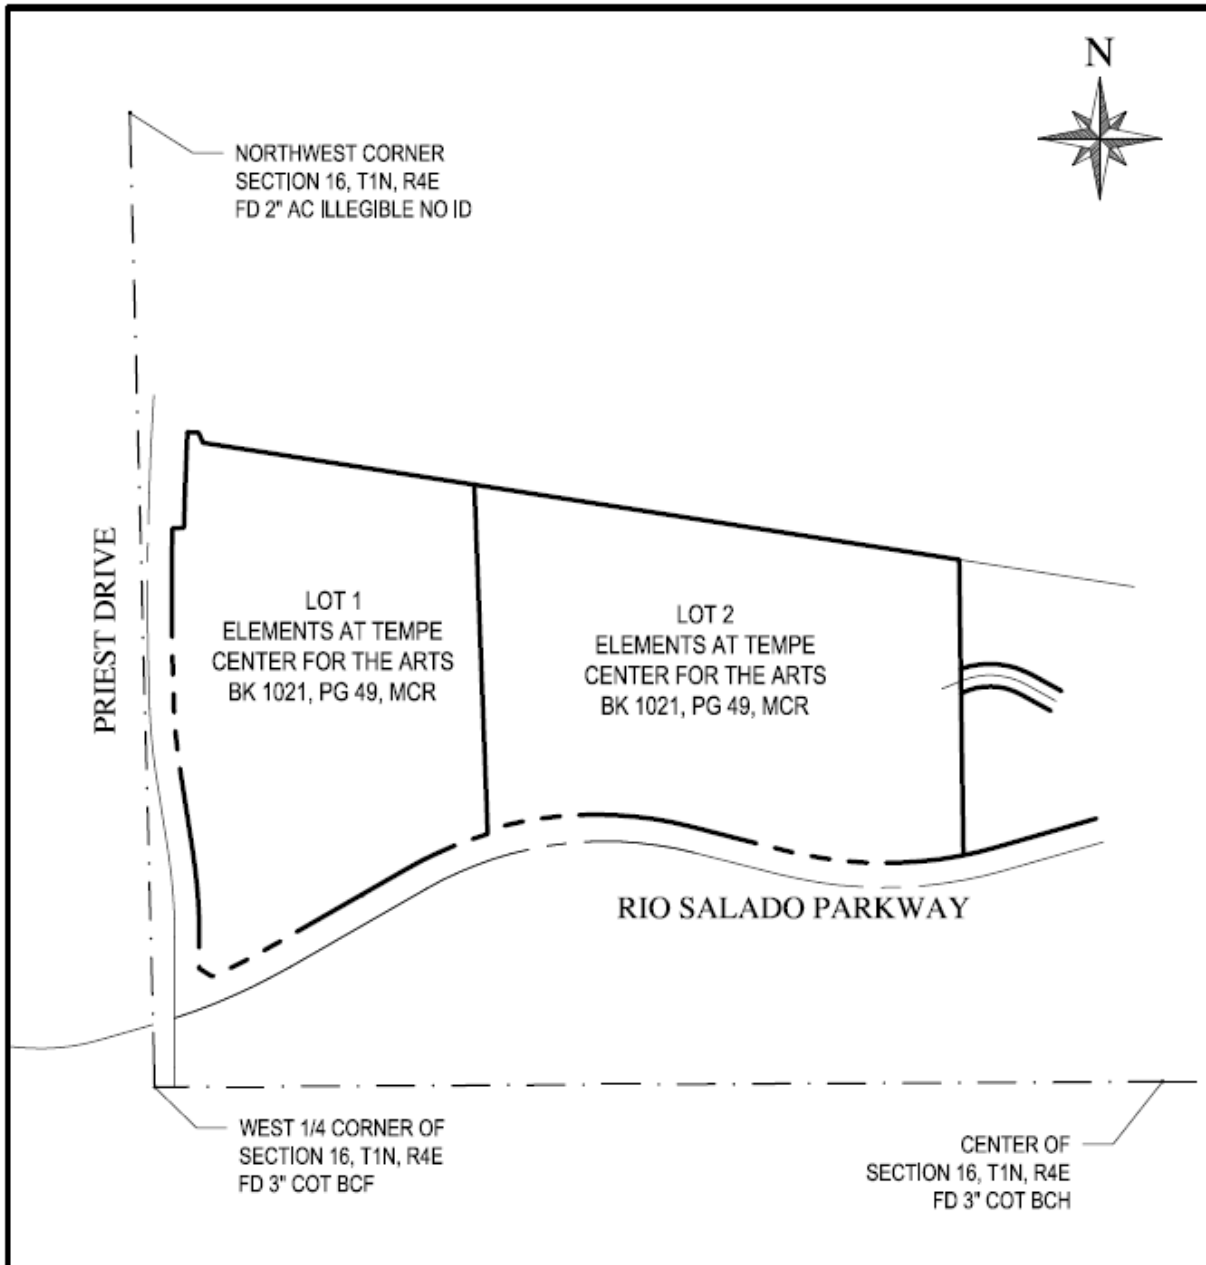 N
NORTHWEST CORNER
SECTION 16, T1N, R4E
FD 2" AC ILLEGIBLE NO ID
PRIEST DRIVE
LOT 1
ELEMENTS AT TEMPE
CENTER FOR THE ARTS
BK 1021, PG 49, MCR
LOT 2
ELEMENTS AT TEMPE
CENTER FOR THE ARTS
BK 1021, PG 49, MCR
RIO SALADO PARKWAY
WEST 1/4 CORNER OF
SECTION 16, T1N, R4E
FD 3" COT BCF
CENTER OF
SECTION 16, T1N, R4E
FD 3" COT BCH